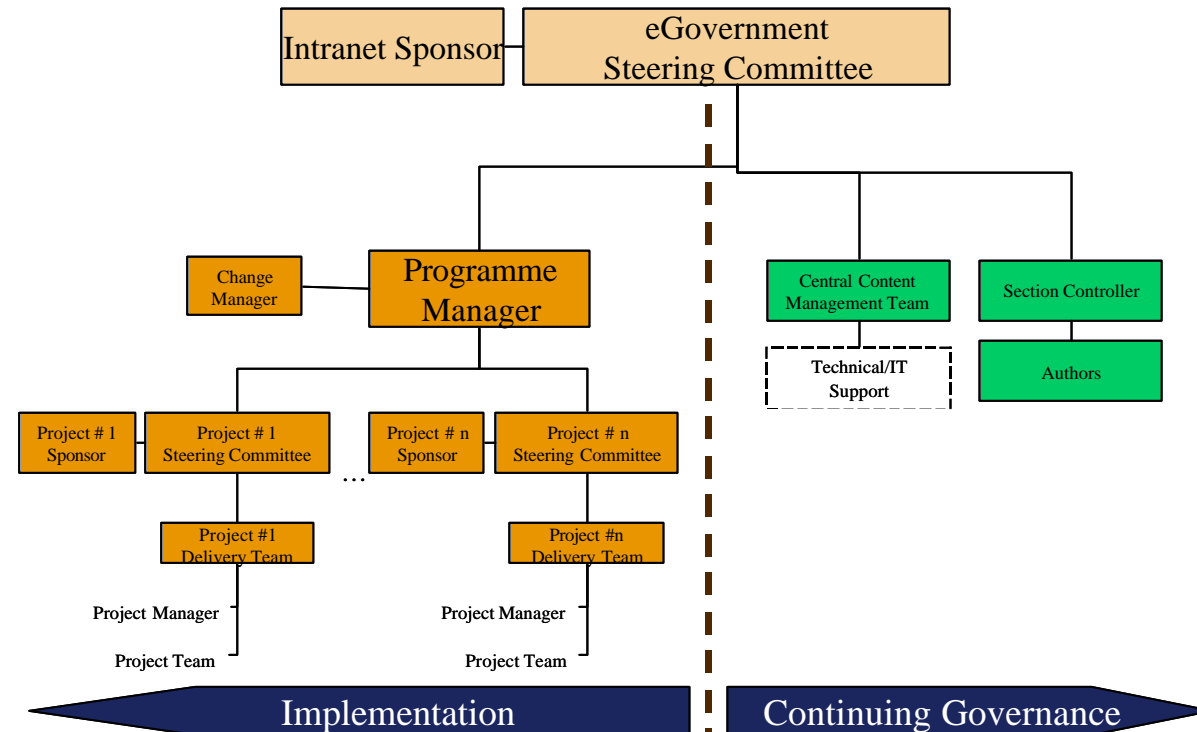 Intranet Sponsor
eGovernment
Steering Committee
Change
Manager
Programme
Manager
Central Content
Management Team
Section Controller
Technical/IT
Support
Authors
Project # 1
Sponsor
Project # 1
Steering Committee
…
Project # n
Sponsor
Project # n
Steering Committee
Project #1
Delivery Team
Project #n
Delivery Team
Project Manager
Project Team
Project Manager
Project Team
Implementation
Continuing Governance